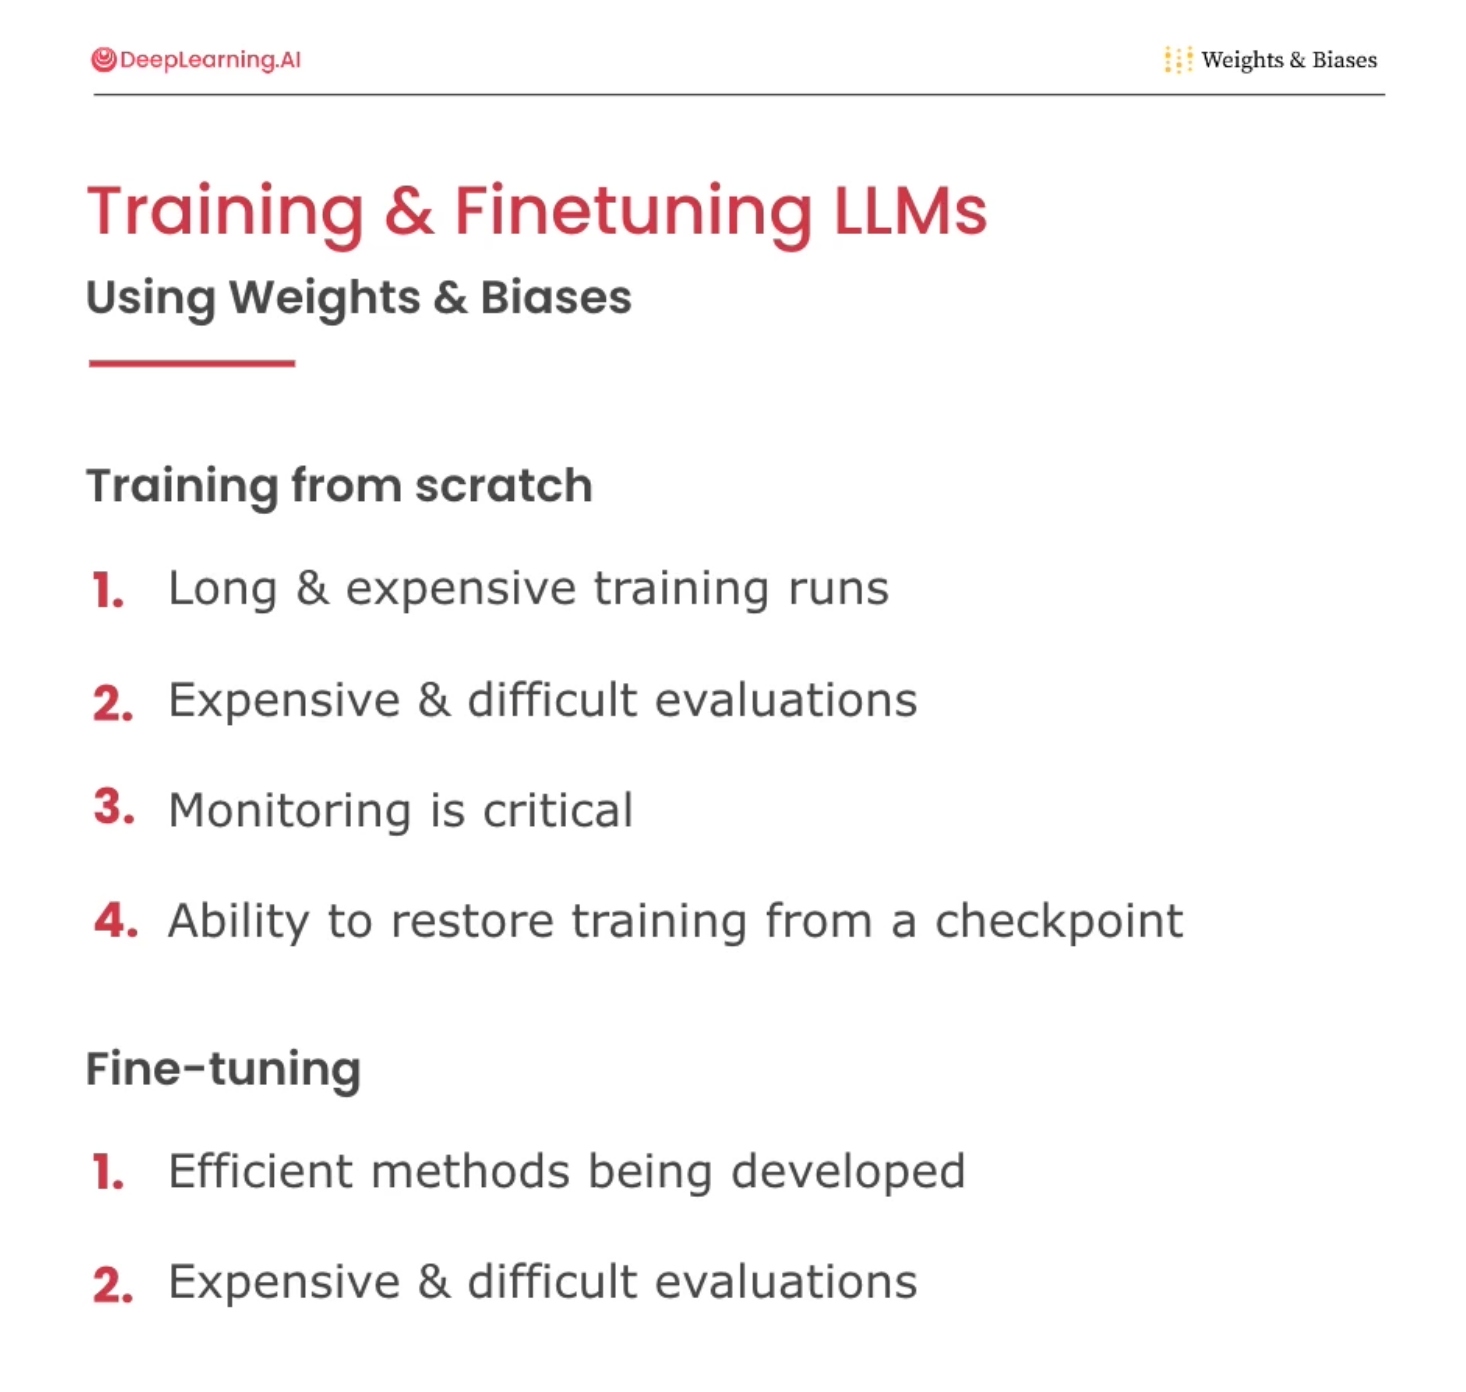 DeepLearning.AI
Weights & Biases
Training & Finetuning LLMs
Using Weights & Biases
Training from scratch
1. Long & expensive training runs
2. Expensive & difficult evaluations
3. Monitoring is critical
4. Ability to restore training from a checkpoint
Fine-tuning
1. Efficient methods being developed
2. Expensive & difficult evaluations